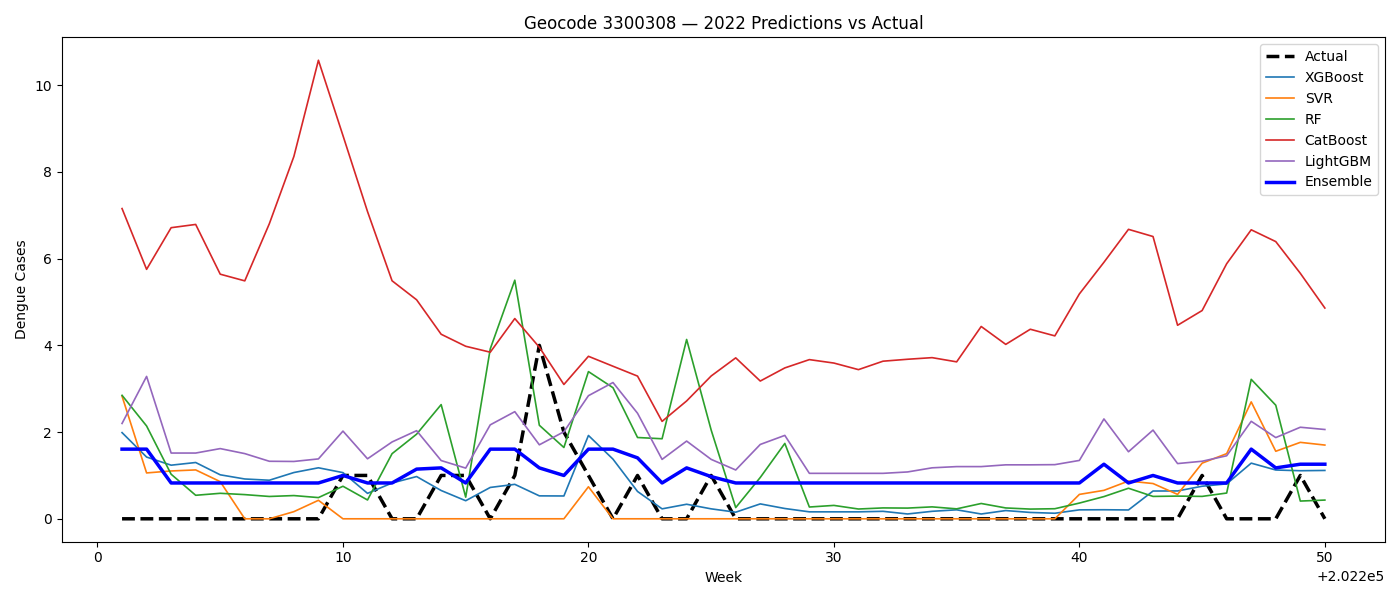 Geocode 3300308 — 2022 Predictions vs Actual
Dengue Cases
10
8
6
4
2
0
Actual
XGBoost
SVR
RF
CatBoost
LightGBM
Ensemble
0 10 20 30 40 50
Week
+2.022e5